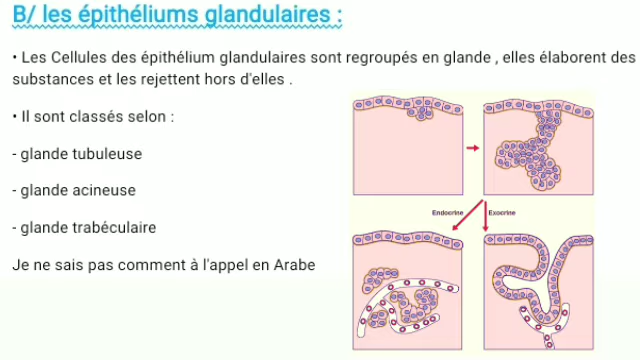 B/ les épithéliums glandulaires :
• Les Cellules des épithélium glandulaires sont regroupés en glande , elles élaborent des
substances et les rejettent hors d'elles .
• Il sont classés selon :
- glande tubuleuse
- glande acineuse
- glande trabéculaire
Je ne sais pas comment à l'appel en Arabe
Endocrine
Exocrine